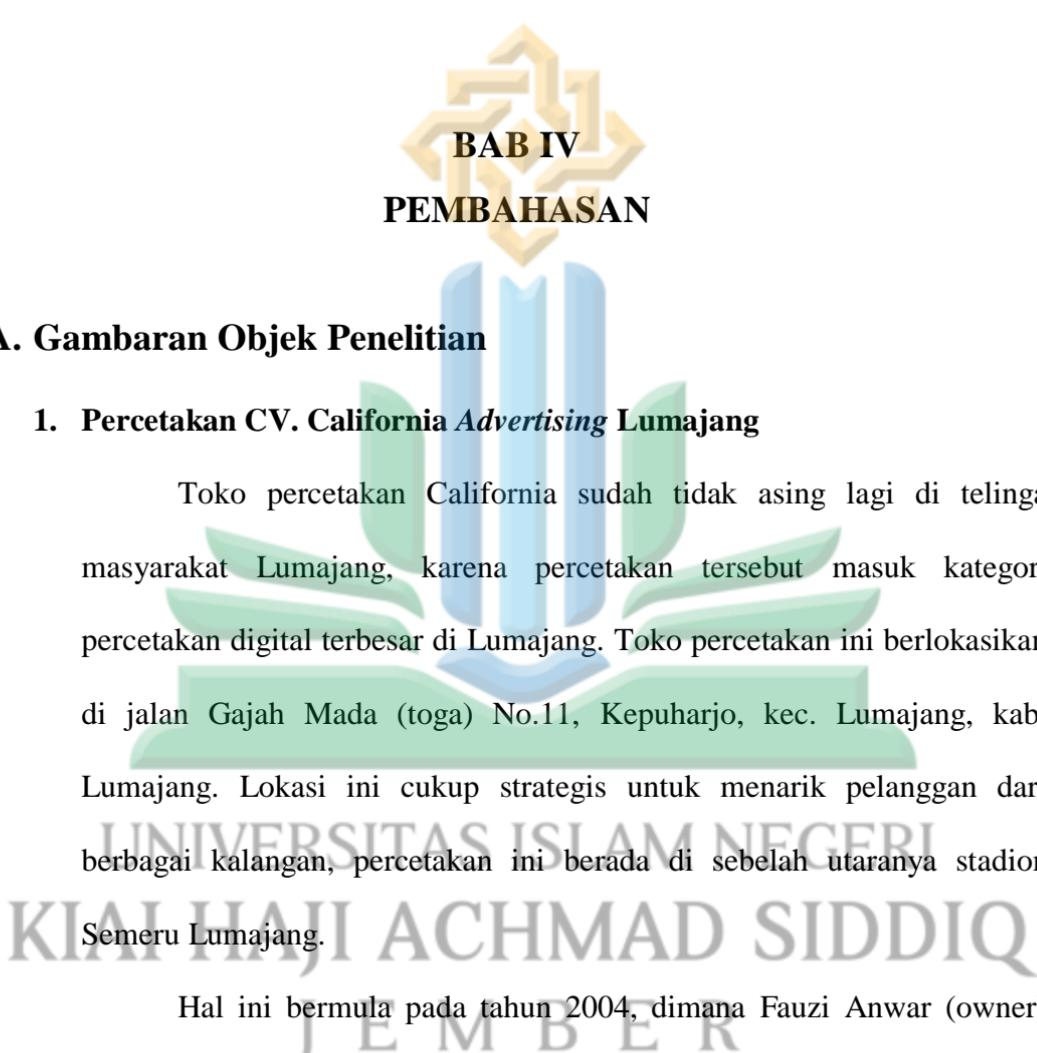 BAB IV
PEMBAHASAN
A. Gambaran Objek Penelitian
1. Percetakan CV. California Advertising Lumajang
Toko percetakan California sudah tidak asing lagi di telinga
masyarakat Lumajang, karena percetakan tersebut masuk kategor
percetakan digital terbesar di Lumajang. Toko percetakan ini berlokasikan
di jalan Gajah Mada (toga) No.11, Kepuharjo, kec. Lumajang, kab
Lumajang. Lokasi ini cukup strategis untuk menarik pelanggan dar
berbagai kalangan, percetakan ini berada di sebelah utaranya stadion
Semeru Lumajang.
Hal ini bermula pada tahun 2004, dimana Fauzi Anwar (owner
UNIVERSITAS ISLAM NEGERI
KIAI HAJI ACHMAD SIDDIQ
JEMBER